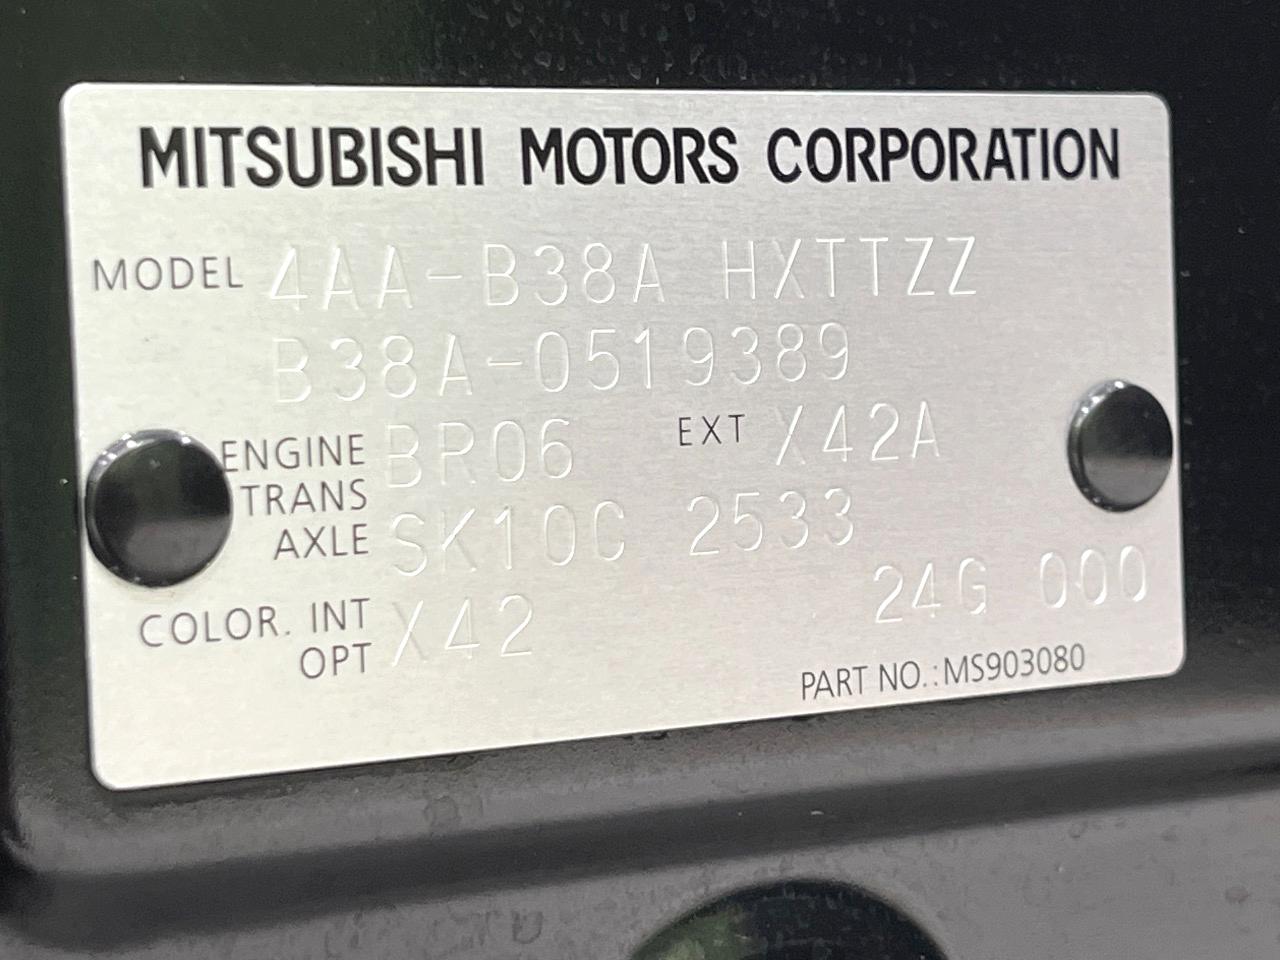 MITSUBISHI MOTORS CORPORATION
MODEL 4AA-B38A HXTTZZ
B38A-0519389
ENGINE BR06 EXT X42A
TRANS
AXLE SK10C 2533
24G 000
COLOR. INT X42
OPT
PART NO.:MS903080